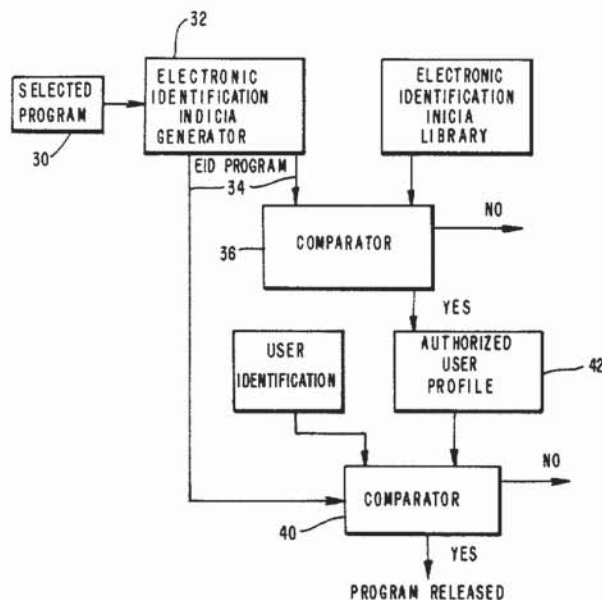 32
SELECTED
PROGRAM
30
ELECTRONIC
IDENTIFICATION
INDICIA
GENERATOR
ELECTRONIC
IDENTIFICATION
INICIA
LIBRARY
EID PROGRAM
34
COMPARATOR
36
NO
YES
USER
IDENTIFICATION
AUTHORIZED
USER
PROFILE
42
COMPARATOR
40
NO
YES
PROGRAM RELEASED